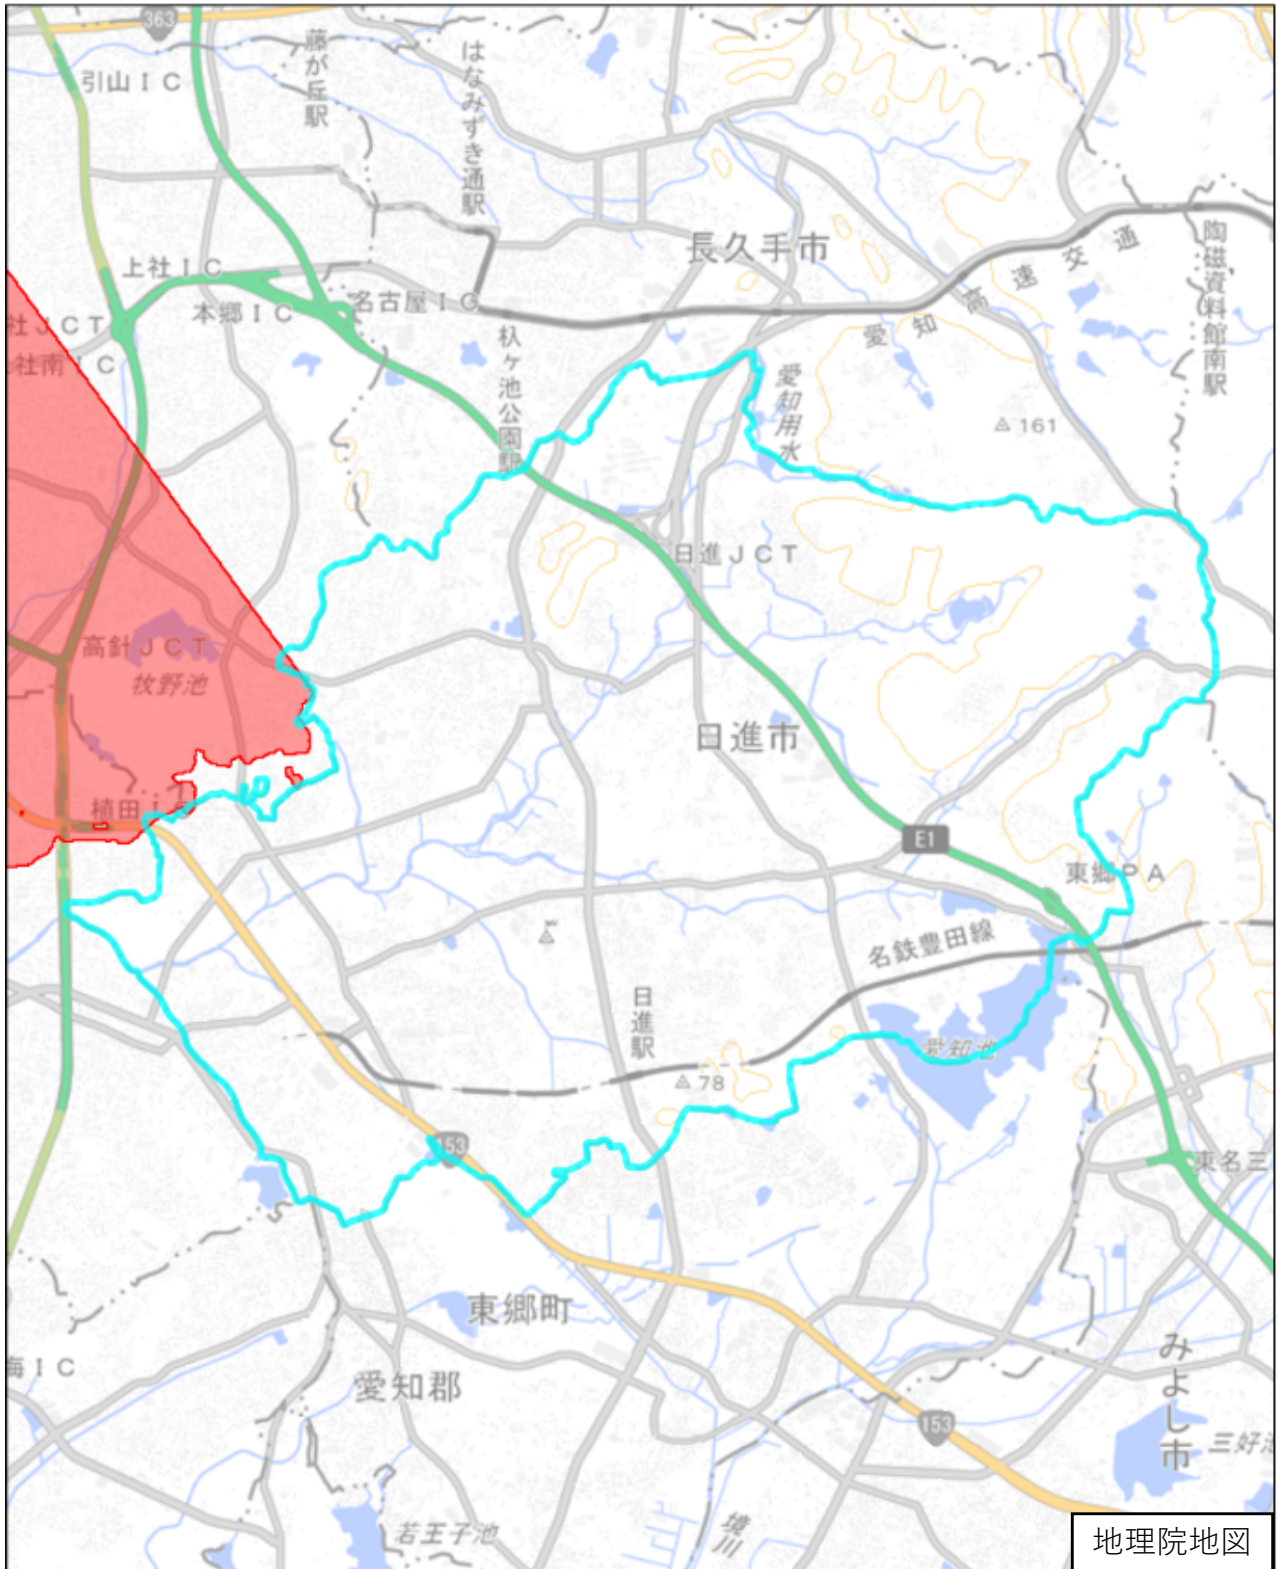 363
引山ＩＣ
藤が丘駅
はなみずき通駅
長久手市
愛知高速交通
陶磁資料館南駅
上社ＩＣ
本郷ＩＣ
名古屋ＩＣ
社ＪＣＴ
社南ＩＣ
杁ヶ池公園駅
愛知用水
161
日進ＪＣＴ
高針ＪＣＴ
牧野池
日進市
植田ＩＣ
E1
東郷ＰＡ
名鉄豊田線
日進駅
愛知池
78
153
東名三
東郷町
海ＩＣ
愛知郡
みよし市
153
三好池
若王子池
境川
地理院地図